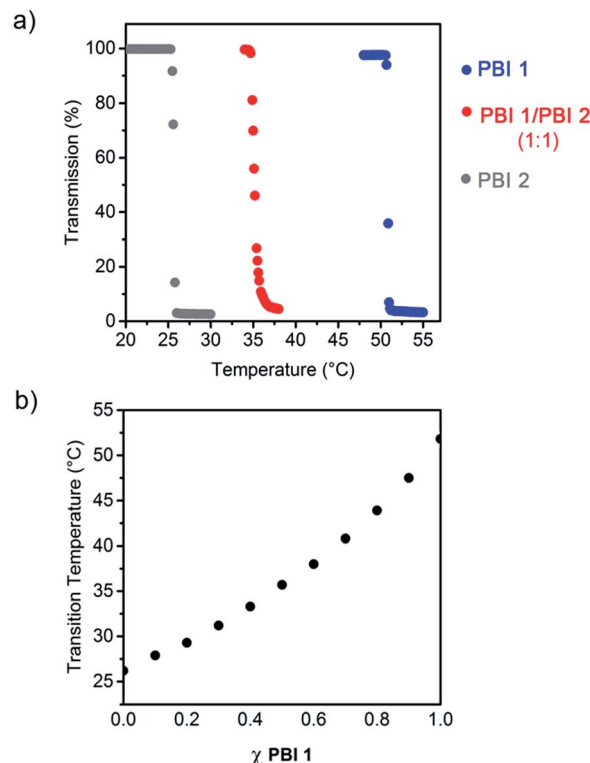 a)
100
80
60
40
20
0
Transmission (%)
20 25 30 35 40 45 50 55
Temperature (°C)
PBI 1
PBI 1/PBI 2
(1:1)
PBI 2
b)
55
50
45
40
35
30
25
Transition Temperature (°C)
0.0 0.2 0.4 0.6 0.8 1.0
χ PBI 1